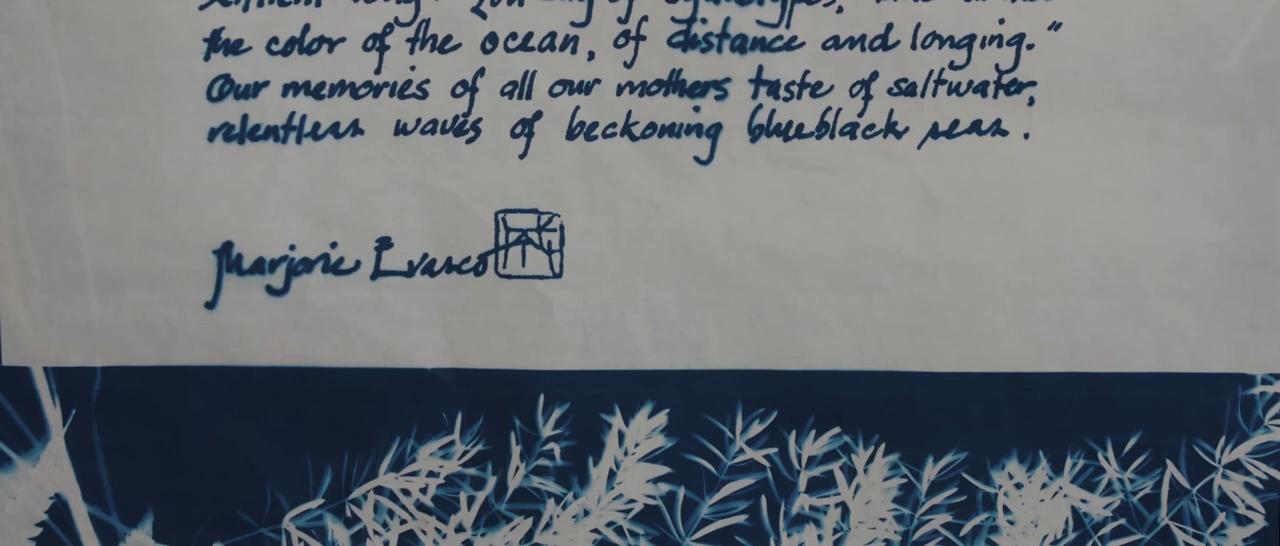 the color of the ocean, of distance and longing."
Our memories of all our mothers taste of saltwater,
relentless waves of beckoning blueblack seas.
Marjorie Evasco